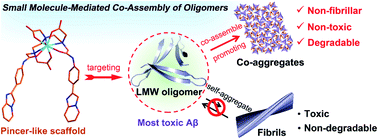 Small Molecule-Mediated Co-Assembly of Oligomers
co-assemble
promoting
✓ Non-fibrillar
✓ Non-toxic
✓ Degradable
targeting
Co-aggregates
LMW oligomer
self-aggregate
Most toxic Aβ
• Toxic
• Non-degradable
Pincer-like scaffold
Fibrils